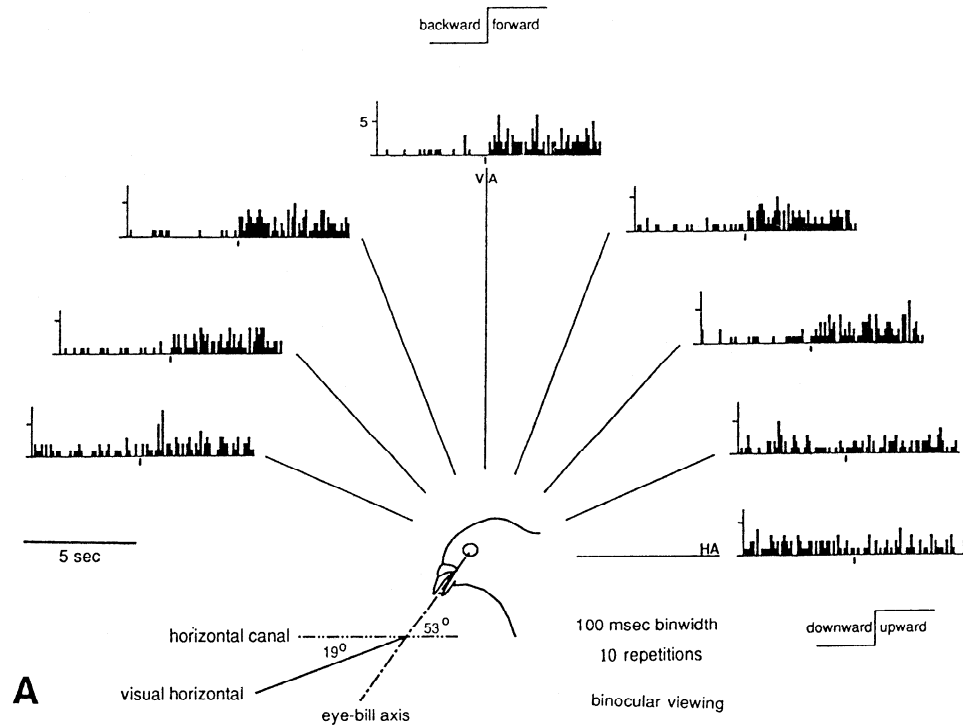 backward forward
5
VA
5 sec
HA
horizontal canal
53°
19°
visual horizontal
eye-bill axis
100 msec binwidth
10 repetitions
binocular viewing
downward upward
A